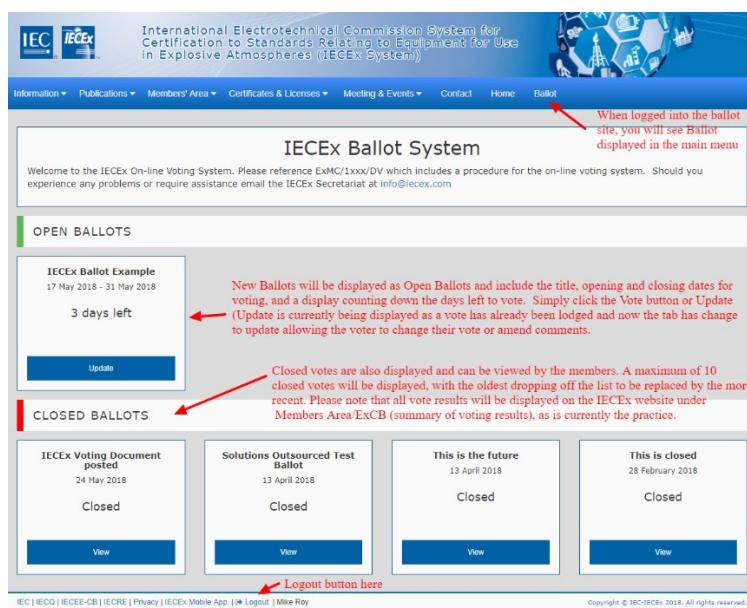 IEC IECEx
International Electrotechnical Commission System for
Certification to Standards Relating to Equipment for Use
in Explosive Atmospheres (IECEx System)
Information Publications Members' Area Certificates & Licenses Meeting & Events Contact Home Ballot
When logged into the ballot
site, you will see Ballot
displayed in the main menu
IECEx Ballot System
Welcome to the IECEx On-line Voting System. Please reference ExMC/1xxx/DV which includes a procedure for the on-line voting system. Should you
experience any problems or require assistance email the IECEx Secretariat at info@iecex.com
OPEN BALLOTS
IECEx Ballot Example
17 May 2018 - 31 May 2018
3 days left
Update
New Ballots will be displayed as Open Ballots and include the title, opening and closing dates for
voting, and a display counting down the days left to vote. Simply click the Vote button or Update
(Update is currently being displayed as a vote has already been lodged and now the tab has change
to update allowing the voter to change their vote or amend comments.
Closed votes are also displayed and can be viewed by the members. A maximum of 10
closed votes will be displayed, with the oldest dropping off the list to be replaced by the more
recent. Please note that all vote results will be displayed on the IECEx website under
Members Area/ExCB (summary of voting results), as is currently the practice.
CLOSED BALLOTS
IECEx Voting Document
posted
24 May 2018
Closed
View
Solutions Outsourced Test
Ballot
13 April 2018
Closed
View
This is the future
13 April 2018
Closed
View
This is closed
28 February 2018
Closed
View
Logout button here
IEC | IECQ | IECEE-CB | IECRE | Privacy | IECEx Mobile App. | Logout | Mike Roy
Copyright © IEC-IECEx 2018. All rights reserved.